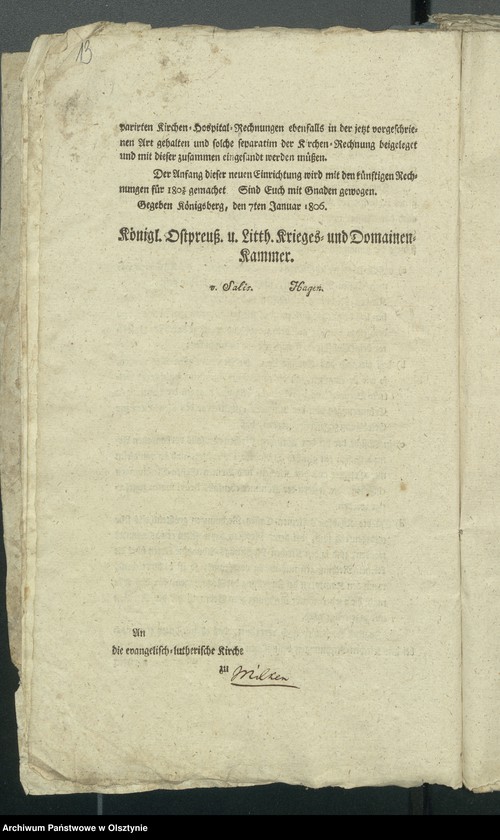 13
parirten Kirchen-Hospital-Rechnungen ebenfalls in der jetzt vorgeschrie-
nen Art gehalten und solche separatim der Kirchen-Rechnung beigeleget
und mit dieser zusammen eingesandt werden müßen.
Der Anfang dieser neuen Einrichtung wird mit den künftigen Rech-
nungen für gemachet Sind Euch mit Gnaden gewogen.
Gegeben Königsberg, den 7ten Januar 1806.
Königl. Ostpreuß. u. Litth. Krieges- und Domainen-
Kammer.
v. Salis. Hagen.
An
die evangelisch-lutherische Kirche
zu Milken
Archiwum Państwowe w Olsztynie